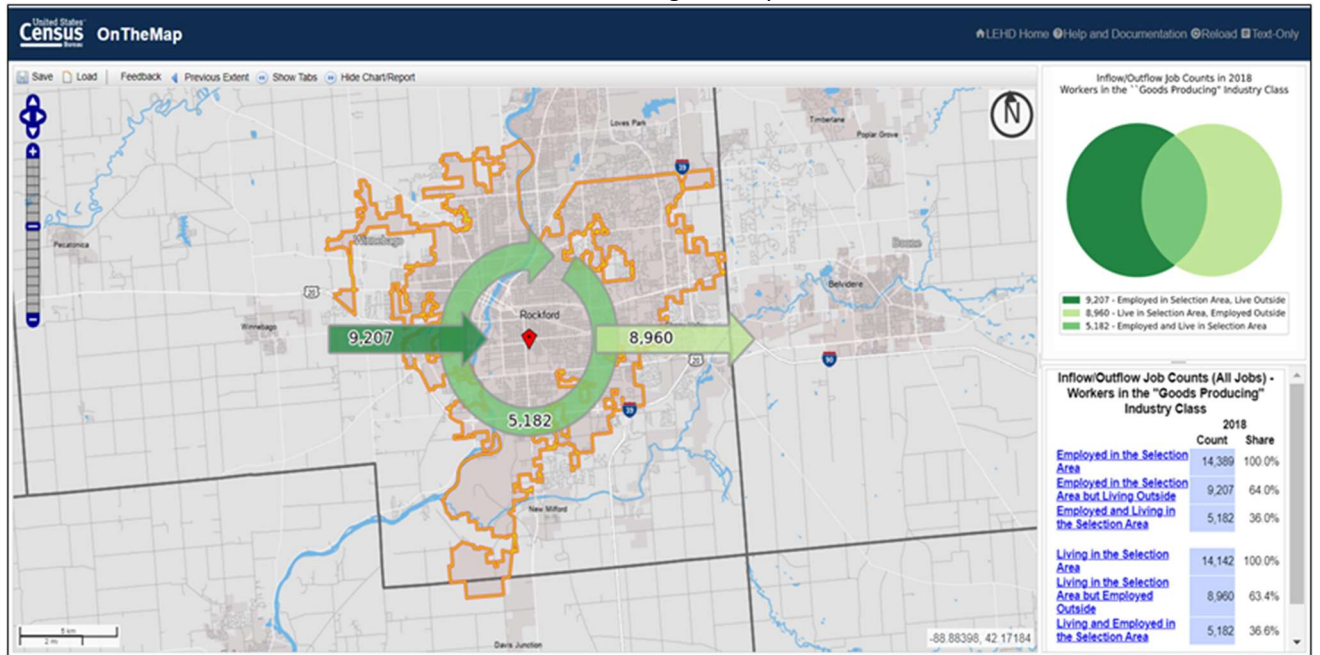 United States
Census
Bureau
OnTheMap
LEHD Home Help and Documentation Reload Text-Only
Save Load Feedback Previous Extent Show Tabs Hide Chart/Report
Inflow/Outflow Job Counts in 2018
Workers in the ``Goods Producing" Industry Class
9,207 - Employed in Selection Area, Live Outside
8,960 - Live in Selection Area, Employed Outside
5,182 - Employed and Live in Selection Area
N
Loves Park
Timberlane
Poplar Grove
39
Pecatonica
Winnebago
Boone
20
Belvidere
Rockford
Winnebago
9,207
8,960
20
90
39
5,182
New Milford
Davis Junction
5 km
2 mi
-88.88398, 42.17184
Inflow/Outflow Job Counts (All Jobs) -
Workers in the "Goods Producing"
Industry Class
2018
Count Share
Employed in the Selection
Area 14,389 100.0%
Employed in the Selection
Area but Living Outside 9,207 64.0%
Employed and Living in
the Selection Area 5,182 36.0%
Living in the Selection
Area 14,142 100.0%
Living in the Selection
Area but Employed 8,960 63.4%
Outside
Living and Employed in
the Selection Area 5,182 36.6%